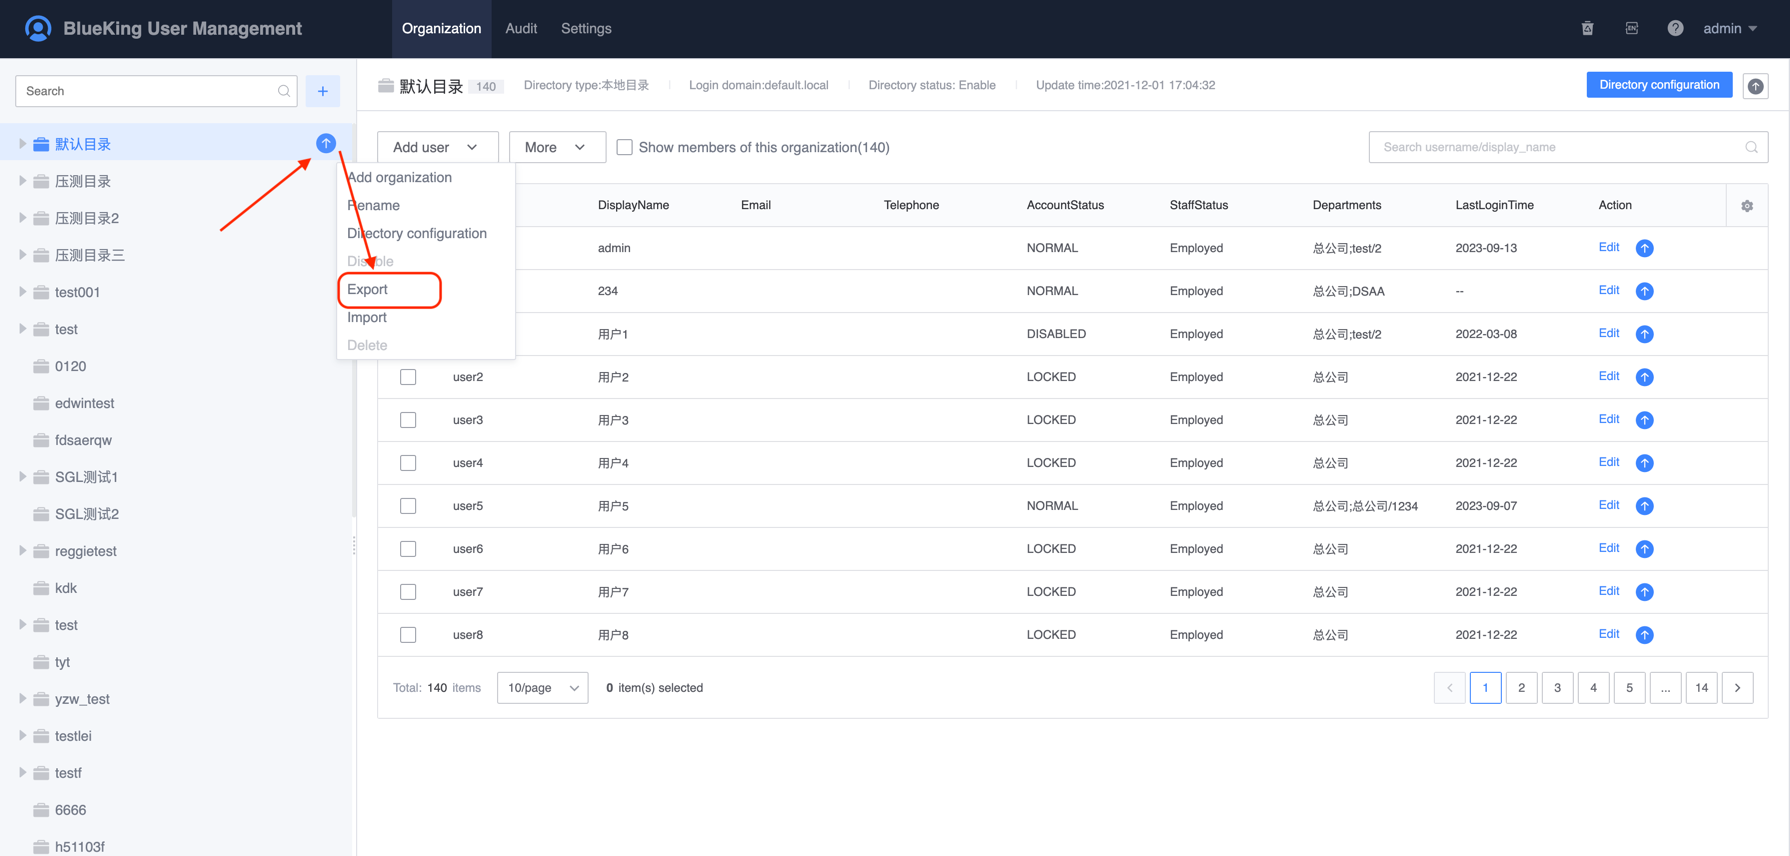 BlueKing User Management
Organization
Audit
Settings
EN
?
admin
Search
+
默认目录
压测目录
压测目录2
压测目录三
test001
test
0120
edwintest
fdsaerqw
SGL测试1
SGL测试2
reggietest
kdk
test
tyt
yzw_test
testlei
testf
6666
h51103f
默认目录 140 Directory type:本地目录 Login domain:default.local Directory status: Enable Update time:2021-12-01 17:04:32 Directory configuration
Add user More Show members of this organization(140) Search username/display_name
Add organization
Rename
Directory configuration
Disable
Export
Import
Delete
DisplayName Email Telephone AccountStatus StaffStatus Departments LastLoginTime Action
admin NORMAL Employed 总公司;test/2 2023-09-13 Edit
234 NORMAL Employed 总公司;DSAA -- Edit
用户1 DISABLED Employed 总公司;test/2 2022-03-08 Edit
user2 用户2 LOCKED Employed 总公司 2021-12-22 Edit
user3 用户3 LOCKED Employed 总公司 2021-12-22 Edit
user4 用户4 LOCKED Employed 总公司 2021-12-22 Edit
user5 用户5 NORMAL Employed 总公司;总公司/1234 2023-09-07 Edit
user6 用户6 LOCKED Employed 总公司 2021-12-22 Edit
user7 用户7 LOCKED Employed 总公司 2021-12-22 Edit
user8 用户8 LOCKED Employed 总公司 2021-12-22 Edit
Total: 140 items 10/page 0 item(s) selected 1 2 3 4 5 ... 14